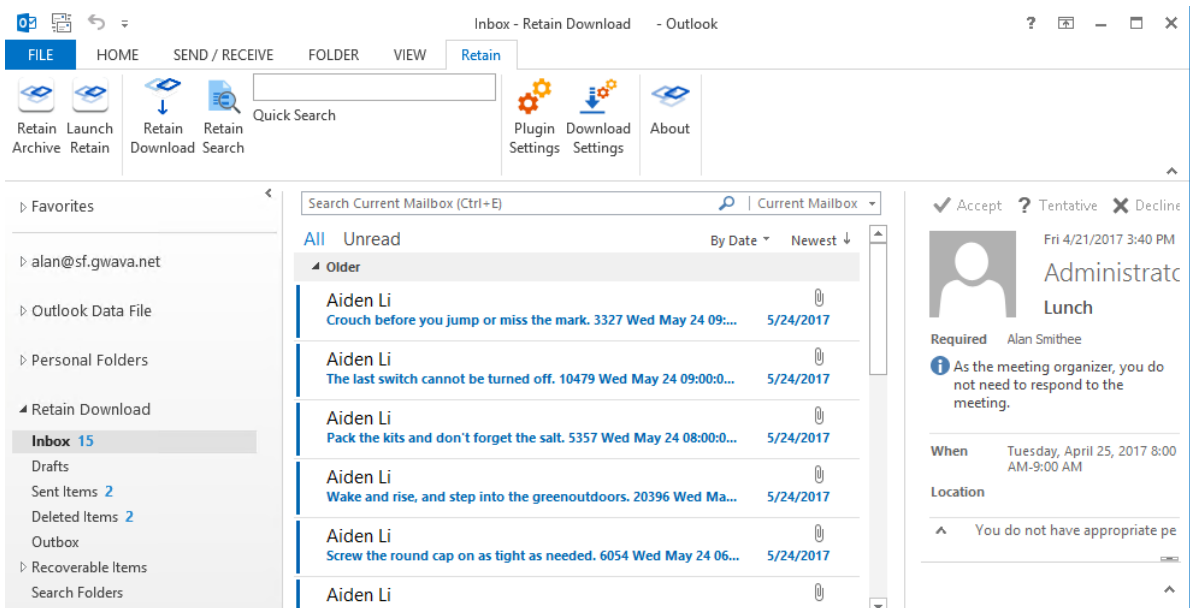 Inbox - Retain Download - Outlook
?
FILE HOME SEND / RECEIVE FOLDER VIEW Retain
Retain Archive
Launch Retain
Retain Download
Retain Search
Quick Search
Plugin Settings
Download Settings
About
Favorites
alan@sf.gwava.net
Outlook Data File
Personal Folders
Retain Download
Inbox 15
Drafts
Sent Items 2
Deleted Items 2
Outbox
Recoverable Items
Search Folders
Search Current Mailbox (Ctrl+E) Current Mailbox
All Unread By Date Newest
Older
Aiden Li
Crouch before you jump or miss the mark. 3327 Wed May 24 09:... 5/24/2017
Aiden Li
The last switch cannot be turned off. 10479 Wed May 24 09:00:0... 5/24/2017
Aiden Li
Pack the kits and don't forget the salt. 5357 Wed May 24 08:00:0... 5/24/2017
Aiden Li
Wake and rise, and step into the greenoutdoors. 20396 Wed Ma... 5/24/2017
Aiden Li
Screw the round cap on as tight as needed. 6054 Wed May 24 06... 5/24/2017
Aiden Li
Accept ? Tentative Decline
Fri 4/21/2017 3:40 PM
Administratc
Lunch
Required Alan Smithee
As the meeting organizer, you do
not need to respond to the
meeting.
When Tuesday, April 25, 2017 8:00
AM-9:00 AM
Location
You do not have appropriate pe